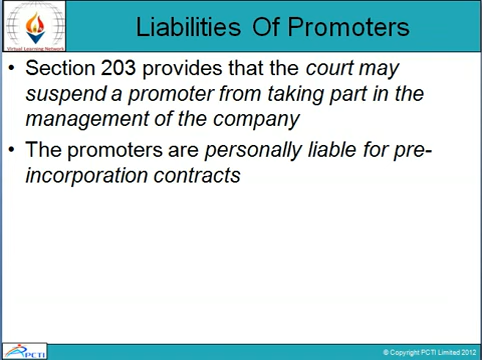 Liabilities Of Promoters
Virtual Learning Network
• Section 203 provides that the court may
suspend a promoter from taking part in the
management of the company
• The promoters are personally liable for pre-
incorporation contracts
PCTI
© Copyright PCTI Limited 2012